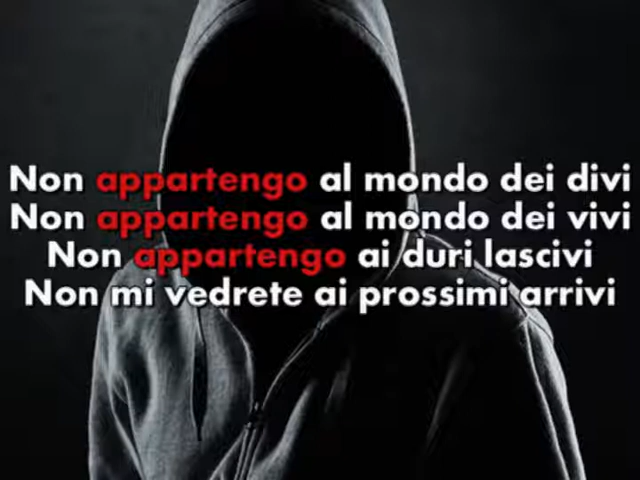 Non appartengo al mondo dei divi
Non appartengo al mondo dei vivi
Non appartengo ai duri lascivi
Non mi vedrete ai prossimi arrivi